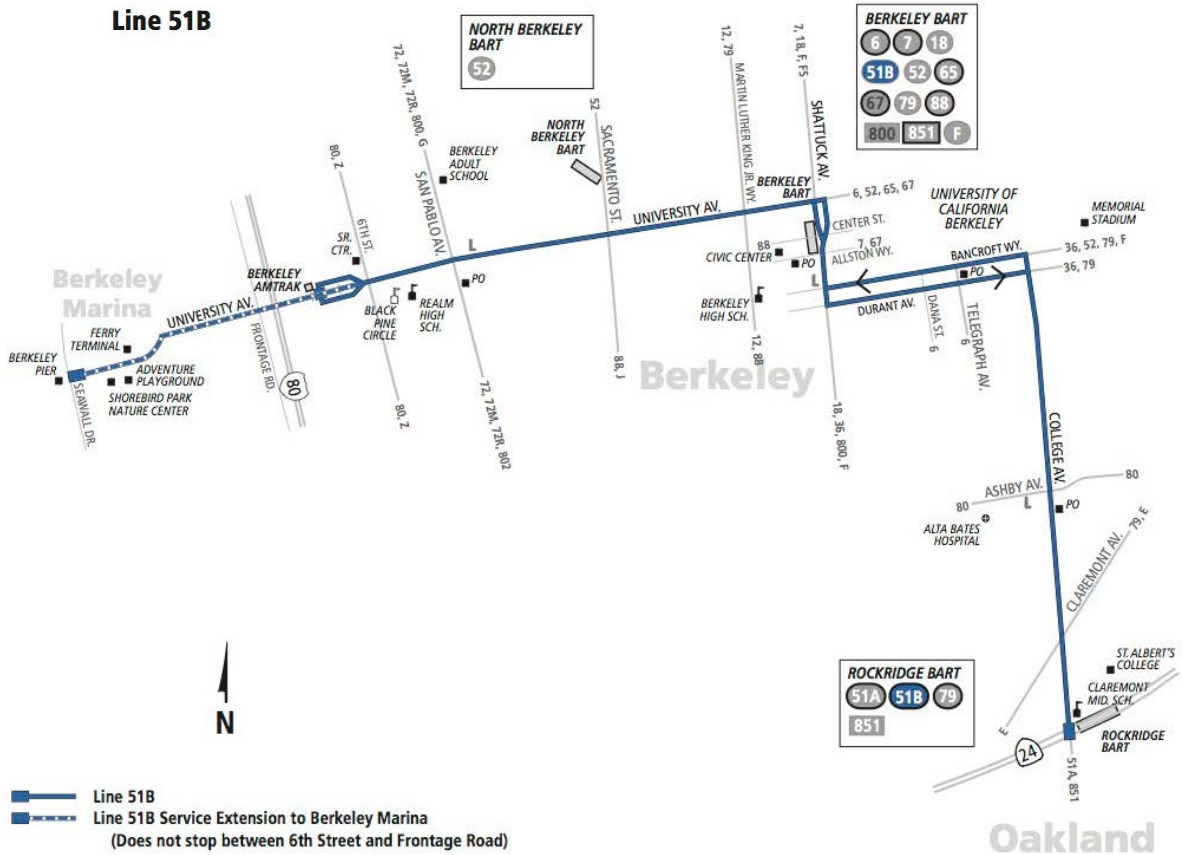 Line 51B
NORTH BERKELEY
BART
52
BERKELEY BART
6 7 18
51B 52 65
67 79 88
800 851 F
72, 72M, 72R, 800, G
12, 79
7, 18, F, FS
MARTIN LUTHER KING JR. WY.
SHATTUCK AV.
52
SACRAMENTO ST.
NORTH
BERKELEY
BART
BERKELEY
ADULT
SCHOOL
80, Z
SAN PABLO AV.
6TH ST.
SR.
CTR.
L
UNIVERSITY AV.
BERKELEY
BART
6, 52, 65, 67
UNIVERSITY OF
CALIFORNIA
BERKELEY
MEMORIAL
STADIUM
CENTER ST.
88
7, 67
CIVIC CENTER
PO
ALLSTON WY.
L
BANCROFT WY.
36, 52, 79, F
36, 79
PO
DURANT AV.
DANA ST.
6
TELEGRAPH AV.
6
BERKELEY
HIGH SCH.
12, 88
Berkeley
Marina
BERKELEY
AMTRAK
UNIVERSITY AV.
BLACK
PINE
CIRCLE
REALM
HIGH
SCH.
PO
FERRY
TERMINAL
FRONTAGE RD.
80
BERKELEY
PIER
ADVENTURE
PLAYGROUND
SHOREBIRD PARK
NATURE CENTER
SEAWALL DR.
80, Z
72, 72M, 72R, 802
88, J
Berkeley
18, 36, 800, F
COLLEGE AV.
ASHBY AV.
80
80
L
PO
ALTA BATES
HOSPITAL
79, E
CLAREMONT AV.
E
ROCKRIDGE BART
51A 51B 79
851
ST. ALBERT'S
COLLEGE
CLAREMONT
MID. SCH.
ROCKRIDGE
BART
24
51A, 851
N
Line 51B
Line 51B Service Extension to Berkeley Marina
(Does not stop between 6th Street and Frontage Road)
Oakland